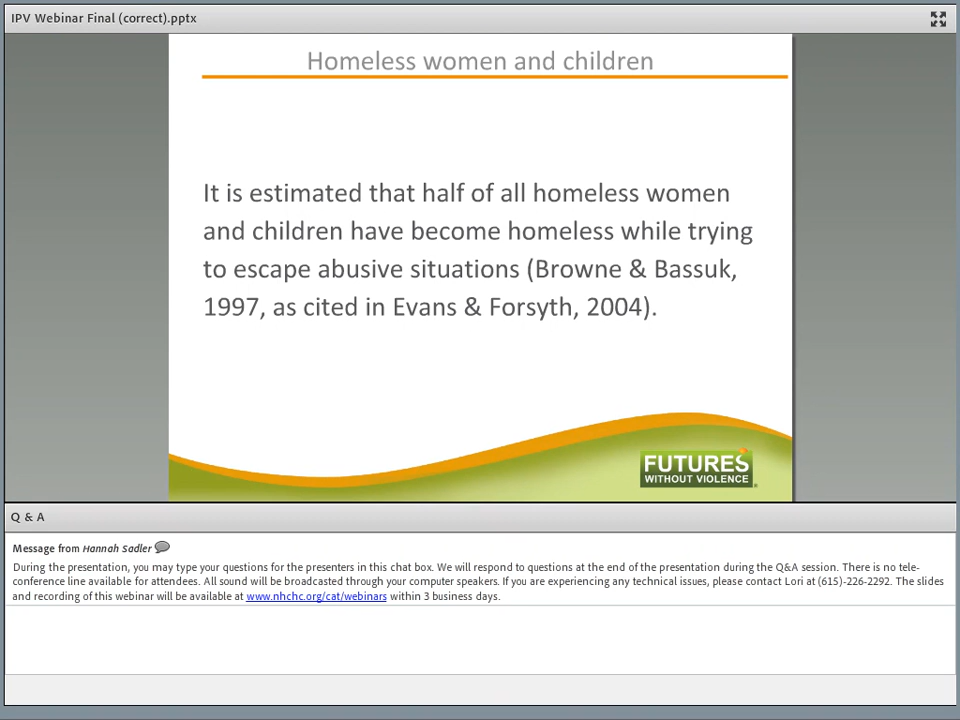 IPV Webinar Final (correct).pptx
Homeless women and children
It is estimated that half of all homeless women
and children have become homeless while trying
to escape abusive situations (Browne & Bassuk,
1997, as cited in Evans & Forsyth, 2004).
FUTURES
WITHOUT VIOLENCE
Q & A
Message from Hannah Sadler
During the presentation, you may type your questions for the presenters in this chat box. We will respond to questions at the end of the presentation during the Q&A session. There is no tele-
conference line available for attendees. All sound will be broadcasted through your computer speakers. If you are experiencing any technical issues, please contact Lori at (615)-226-2292. The slides
and recording of this webinar will be available at www.nhchc.org/cat/webinars within 3 business days.